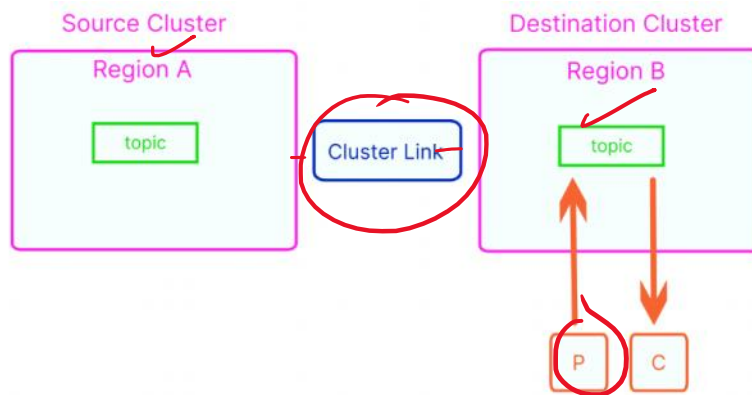 Source Cluster
Region A
topic
Cluster Link
Destination Cluster
Region B
topic
P
C